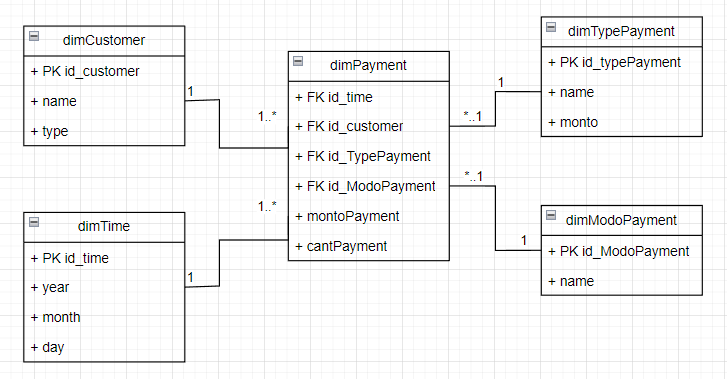 dimCustomer
+ PK id_customer
+ name
+ type
1
1..*
dimPayment
+ FK id_time
+ FK id_customer
+ FK id_TypePayment
+ FK id_ModoPayment
+ montoPayment
+ cantPayment
dimTypePayment
+ PK id_typePayment
+ name
+ monto
1
*..1
dimTime
+ PK id_time
+ year
+ month
+ day
1
1..*
*..1
1
dimModoPayment
+ PK id_ModoPayment
+ name